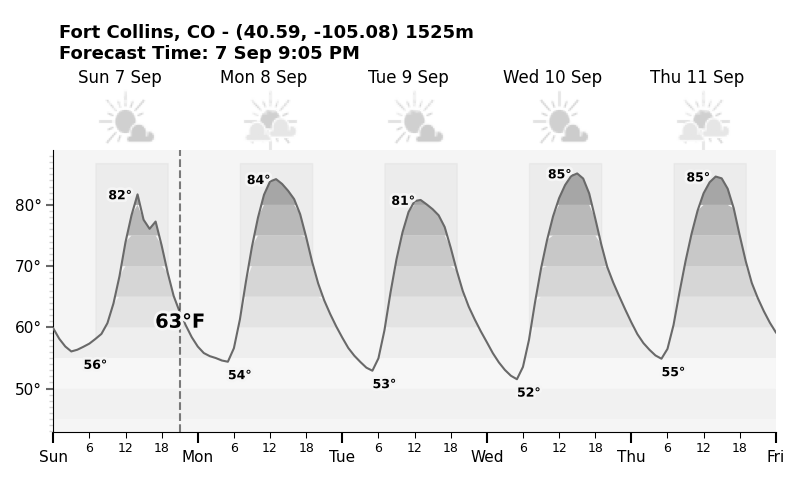 Fort Collins, CO - (40.59, -105.08) 1525m
Forecast Time: 7 Sep 9:05 PM
Sun 7 Sep Mon 8 Sep Tue 9 Sep Wed 10 Sep Thu 11 Sep
82° 84° 81° 85° 85°
80°
70°
63°F
60°
56° 54° 53° 52° 55°
50°
6 12 18 6 12 18 6 12 18 6 12 18 6 12 18
Sun Mon Tue Wed Thu Fri